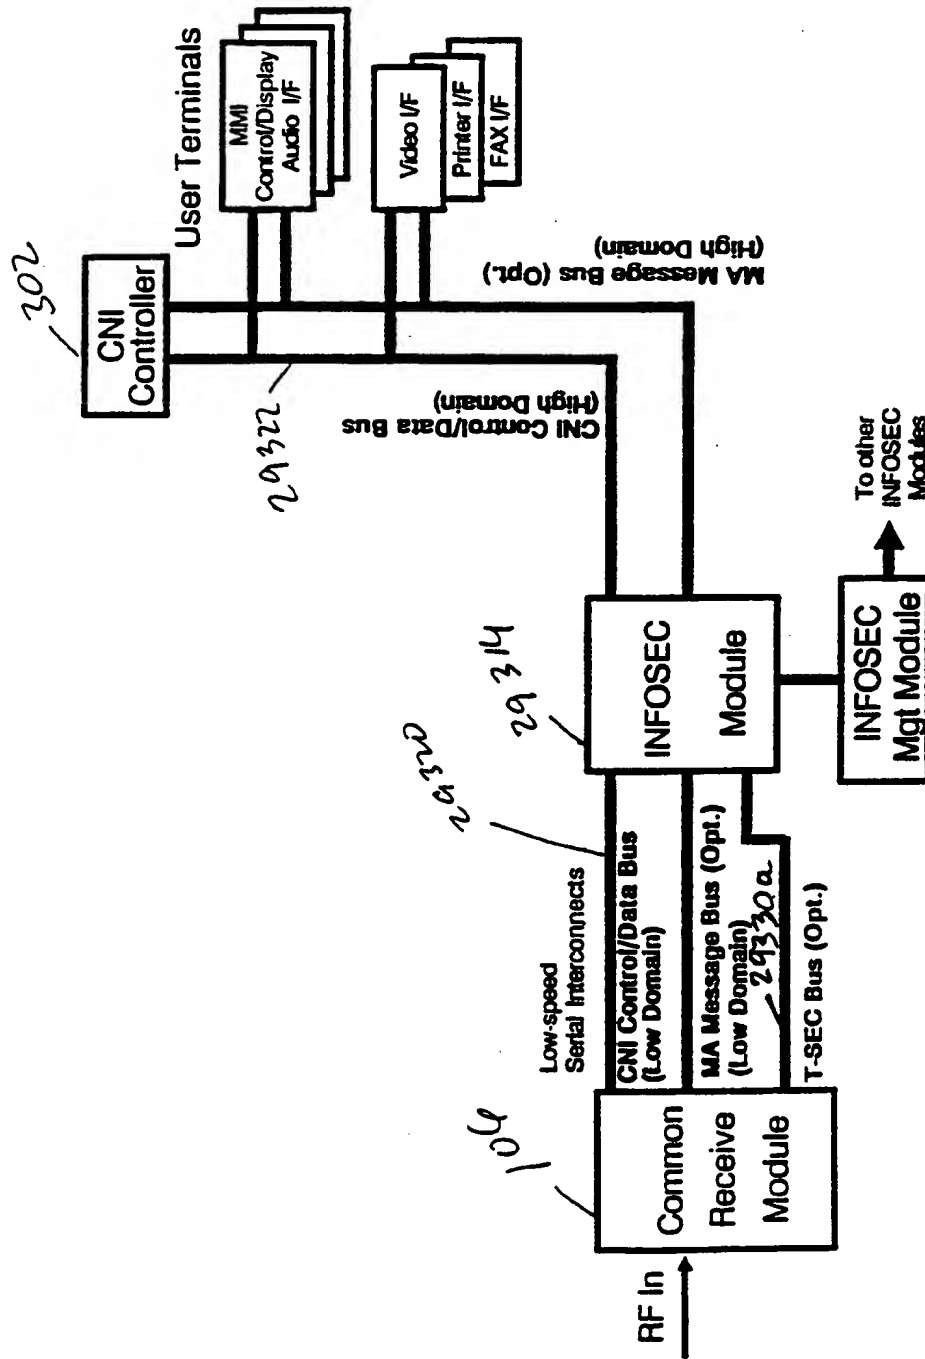 RF In
Common
Receive
Module
104
Low-speed
Serial Interconnects
CNI Control/Data Bus
(Low Domain)
29320
MA Message Bus (Opt.)
(Low Domain)
29330a
T-SEC Bus (Opt.)
INFOSEC
Module
29314
INFOSEC
Mgt Module
To other
INFOSEC
Modules
CNI Control/Data Bus
(High Domain)
29322
MA Message Bus (Opt.)
(High Domain)
CNI
Controller
302
User Terminals
MMI
Control/Display
Audio I/F
Video I/F
Printer I/F
FAX I/F